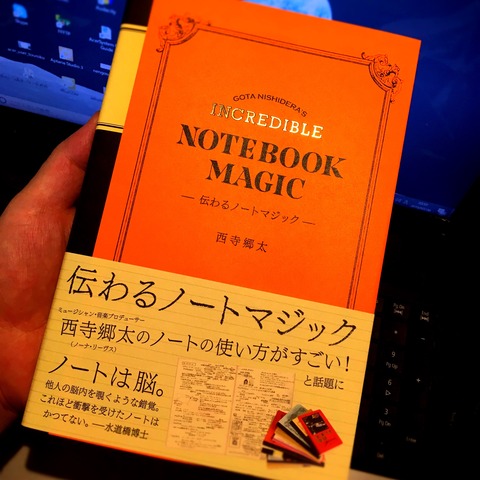 GOTA NISHIDERA'S
INCREDIBLE
NOTEBOOK
MAGIC
伝わるノートマジック
西寺郷太
伝わるノートマジック
ミュージシャン・音楽プロデューサー
西寺郷太のノートの使い方がすごい!
(ノーナ・リーヴス)
と話題に
ノートは脳。
他人の脳内を覗くような錯覚。
これほど衝撃を受けたノートは
かつてない。——水道橋博士